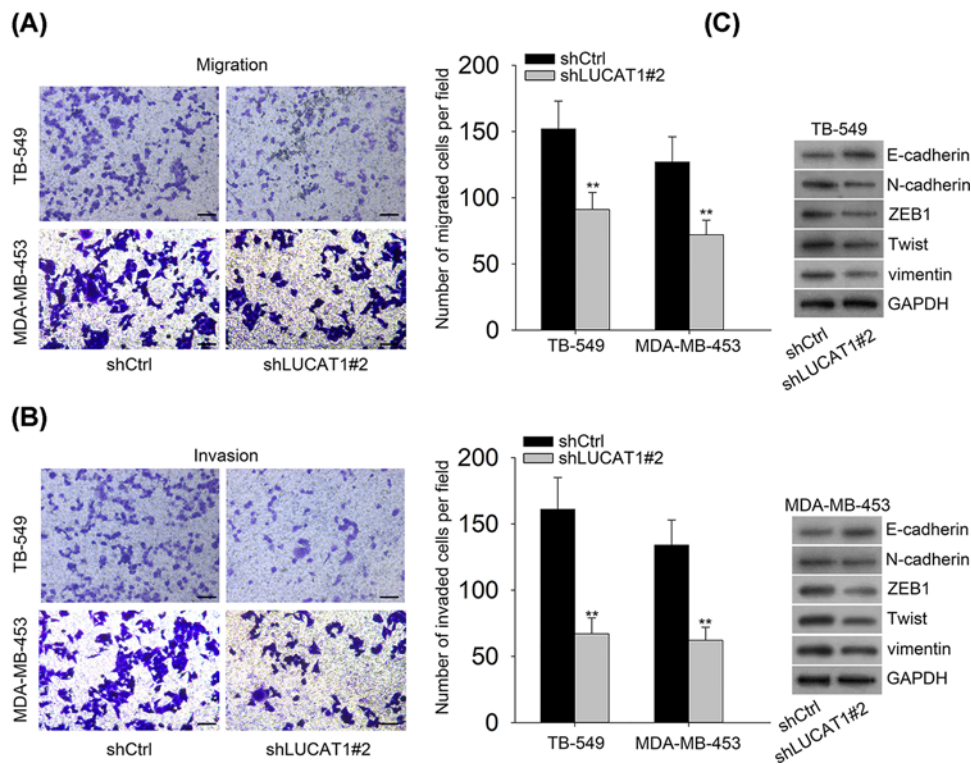 (A)
Migration
TB-549
MDA-MB-453
shCtrl
shLUCAT1#2
Number of migrated cells per field
200
150
100
50
0
shCtrl
shLUCAT1#2
**
**
TB-549
MDA-MB-453
(C)
TB-549
E-cadherin
N-cadherin
ZEB1
Twist
vimentin
GAPDH
shCtrl
shLUCAT1#2
(B)
Invasion
TB-549
MDA-MB-453
shCtrl
shLUCAT1#2
Number of invaded cells per field
200
150
100
50
0
shCtrl
shLUCAT1#2
**
**
TB-549
MDA-MB-453
MDA-MB-453
E-cadherin
N-cadherin
ZEB1
Twist
vimentin
GAPDH
shCtrl
shLUCAT1#2